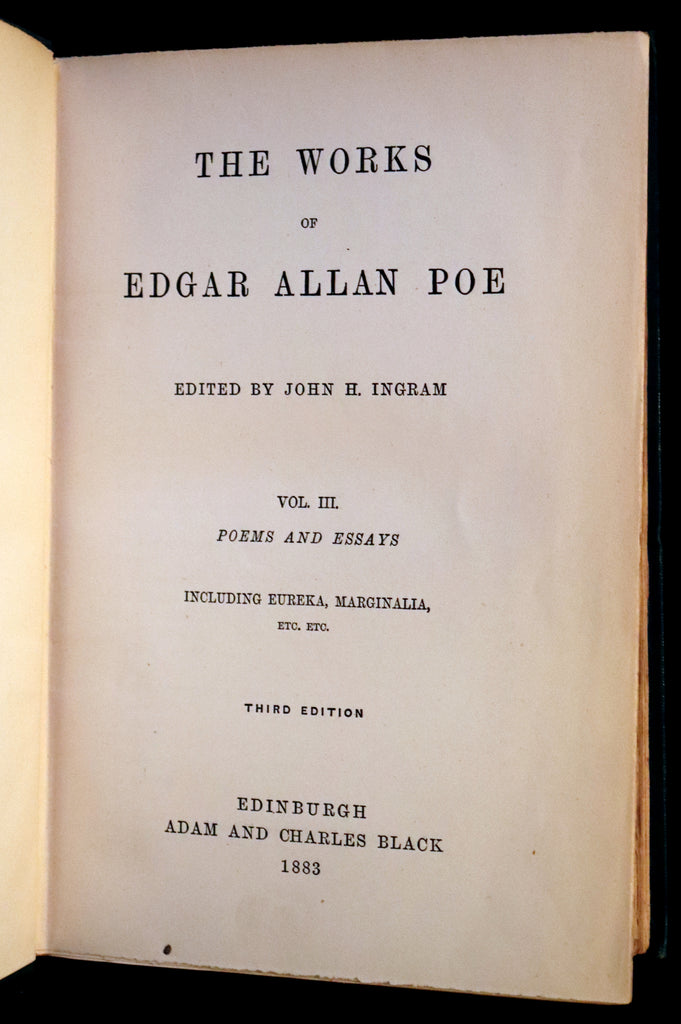 THE WORKS
OF
EDGAR ALLAN POE
EDITED BY JOHN H. INGRAM
VOL. III.
POEMS AND ESSAYS
INCLUDING EUREKA, MARGINALIA,
ETC. ETC.
THIRD EDITION
EDINBURGH
ADAM AND CHARLES BLACK
1883